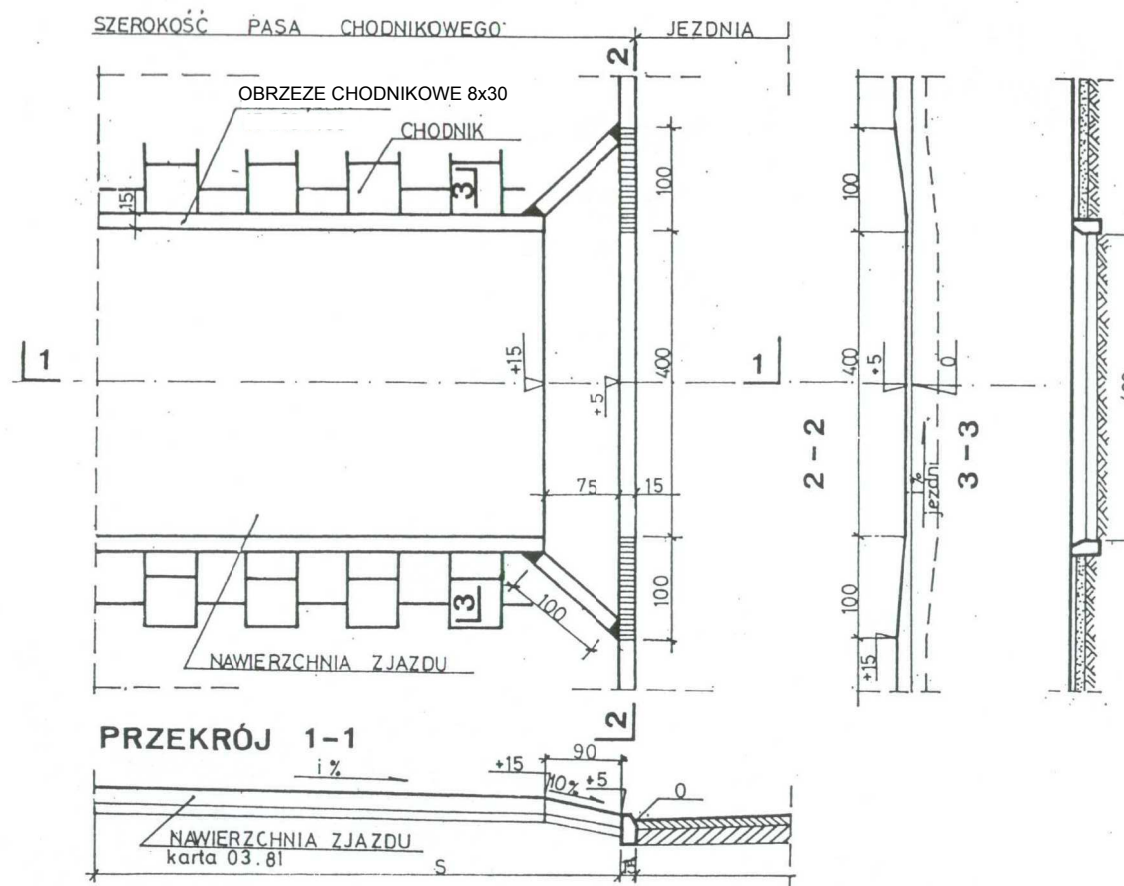 SZEROKOŚĆ PASA CHODNIKOWEGO
JEZDNIA
2
OBRZEZE CHODNIKOWE 8x30
CHODNIK
3
15
100
100
1
+15
+5
400
1
+5
0
400
2-2
3-3
75
15
1%
jezdni
3
100
100
100
+15
NAWIERZCHNIA ZJAZDU
2
PRZEKRÓJ 1-1
i%
+15
90
10%
+5
0
NAWIERZCHNIA ZJAZDU
karta 03.81
S